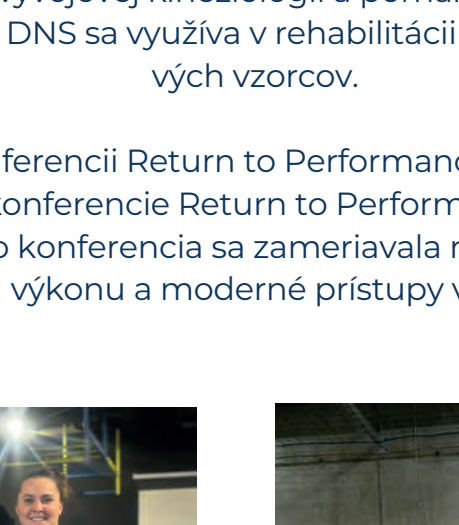 DNS sa využíva v rehabilitácii
vých vzorcov.
ferencii Return to Performanc
konferencie Return to Perform
o konferencia sa zameriavala
výkonu a moderné prístupy v